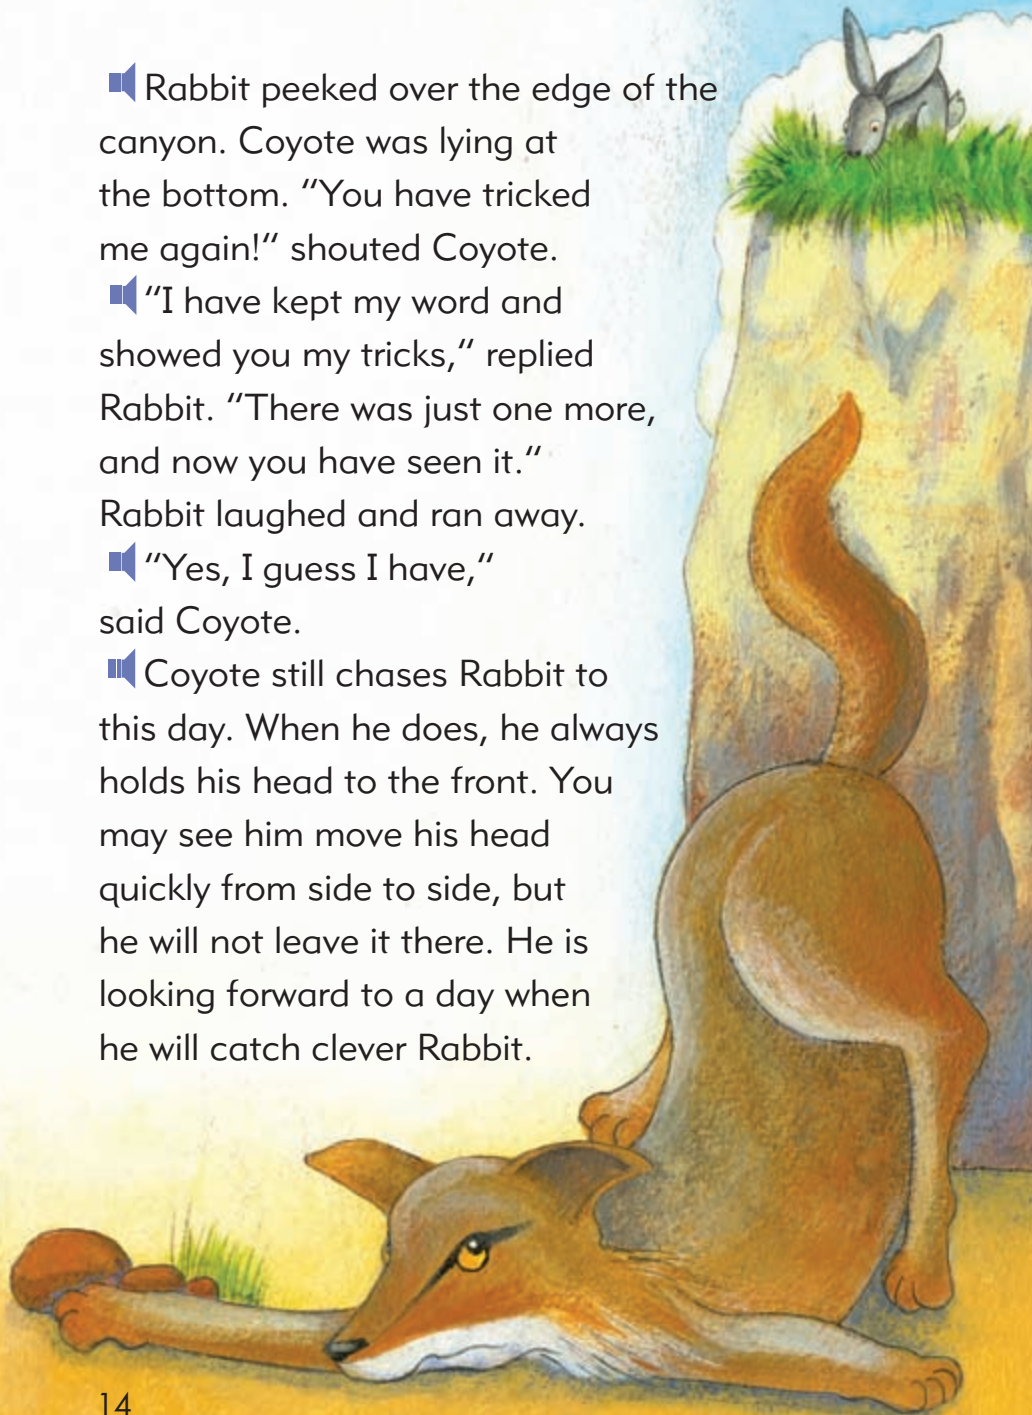 Rabbit peeked over the edge of the
canyon. Coyote was lying at
the bottom. “You have tricked
me again!” shouted Coyote.
“I have kept my word and
showed you my tricks,” replied
Rabbit. “There was just one more,
and now you have seen it.”
Rabbit laughed and ran away.
“Yes, I guess I have,”
said Coyote.
Coyote still chases Rabbit to
this day. When he does, he always
holds his head to the front. You
may see him move his head
quickly from side to side, but
he will not leave it there. He is
looking forward to a day when
he will catch clever Rabbit.
14